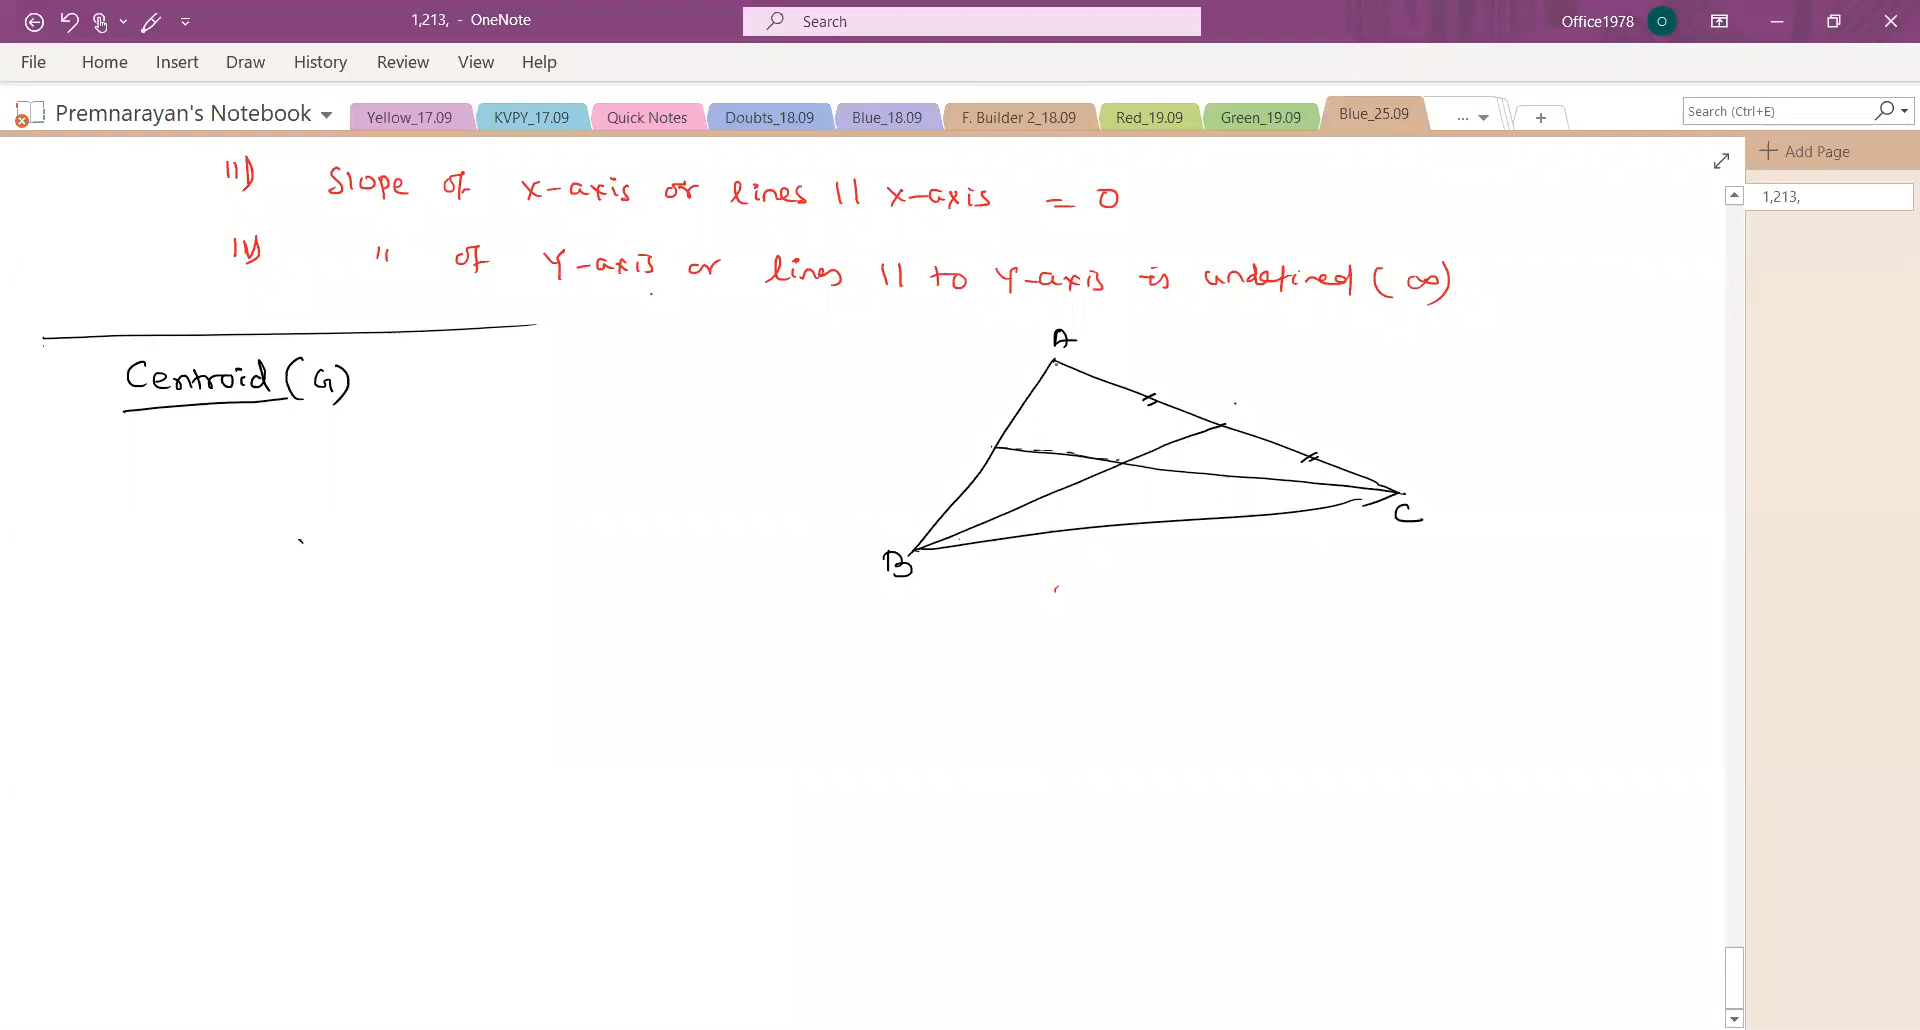 1,213, - OneNote
Search
Office1978
O
File Home Insert Draw History Review View Help
Premnarayan's Notebook
Yellow_17.09
KVPY_17.09
Quick Notes
Doubts_18.09
Blue_18.09
F. Builder 2_18.09
Red_19.09
Green_19.09
Blue_25.09
...
+
Search (Ctrl+E)
+ Add Page
1,213,
II) Slope of X-axis or lines || X-axis = 0
IV) " of Y-axis or lines || to Y-axis is undefined (∞)
Centroid (G)
A
B
C